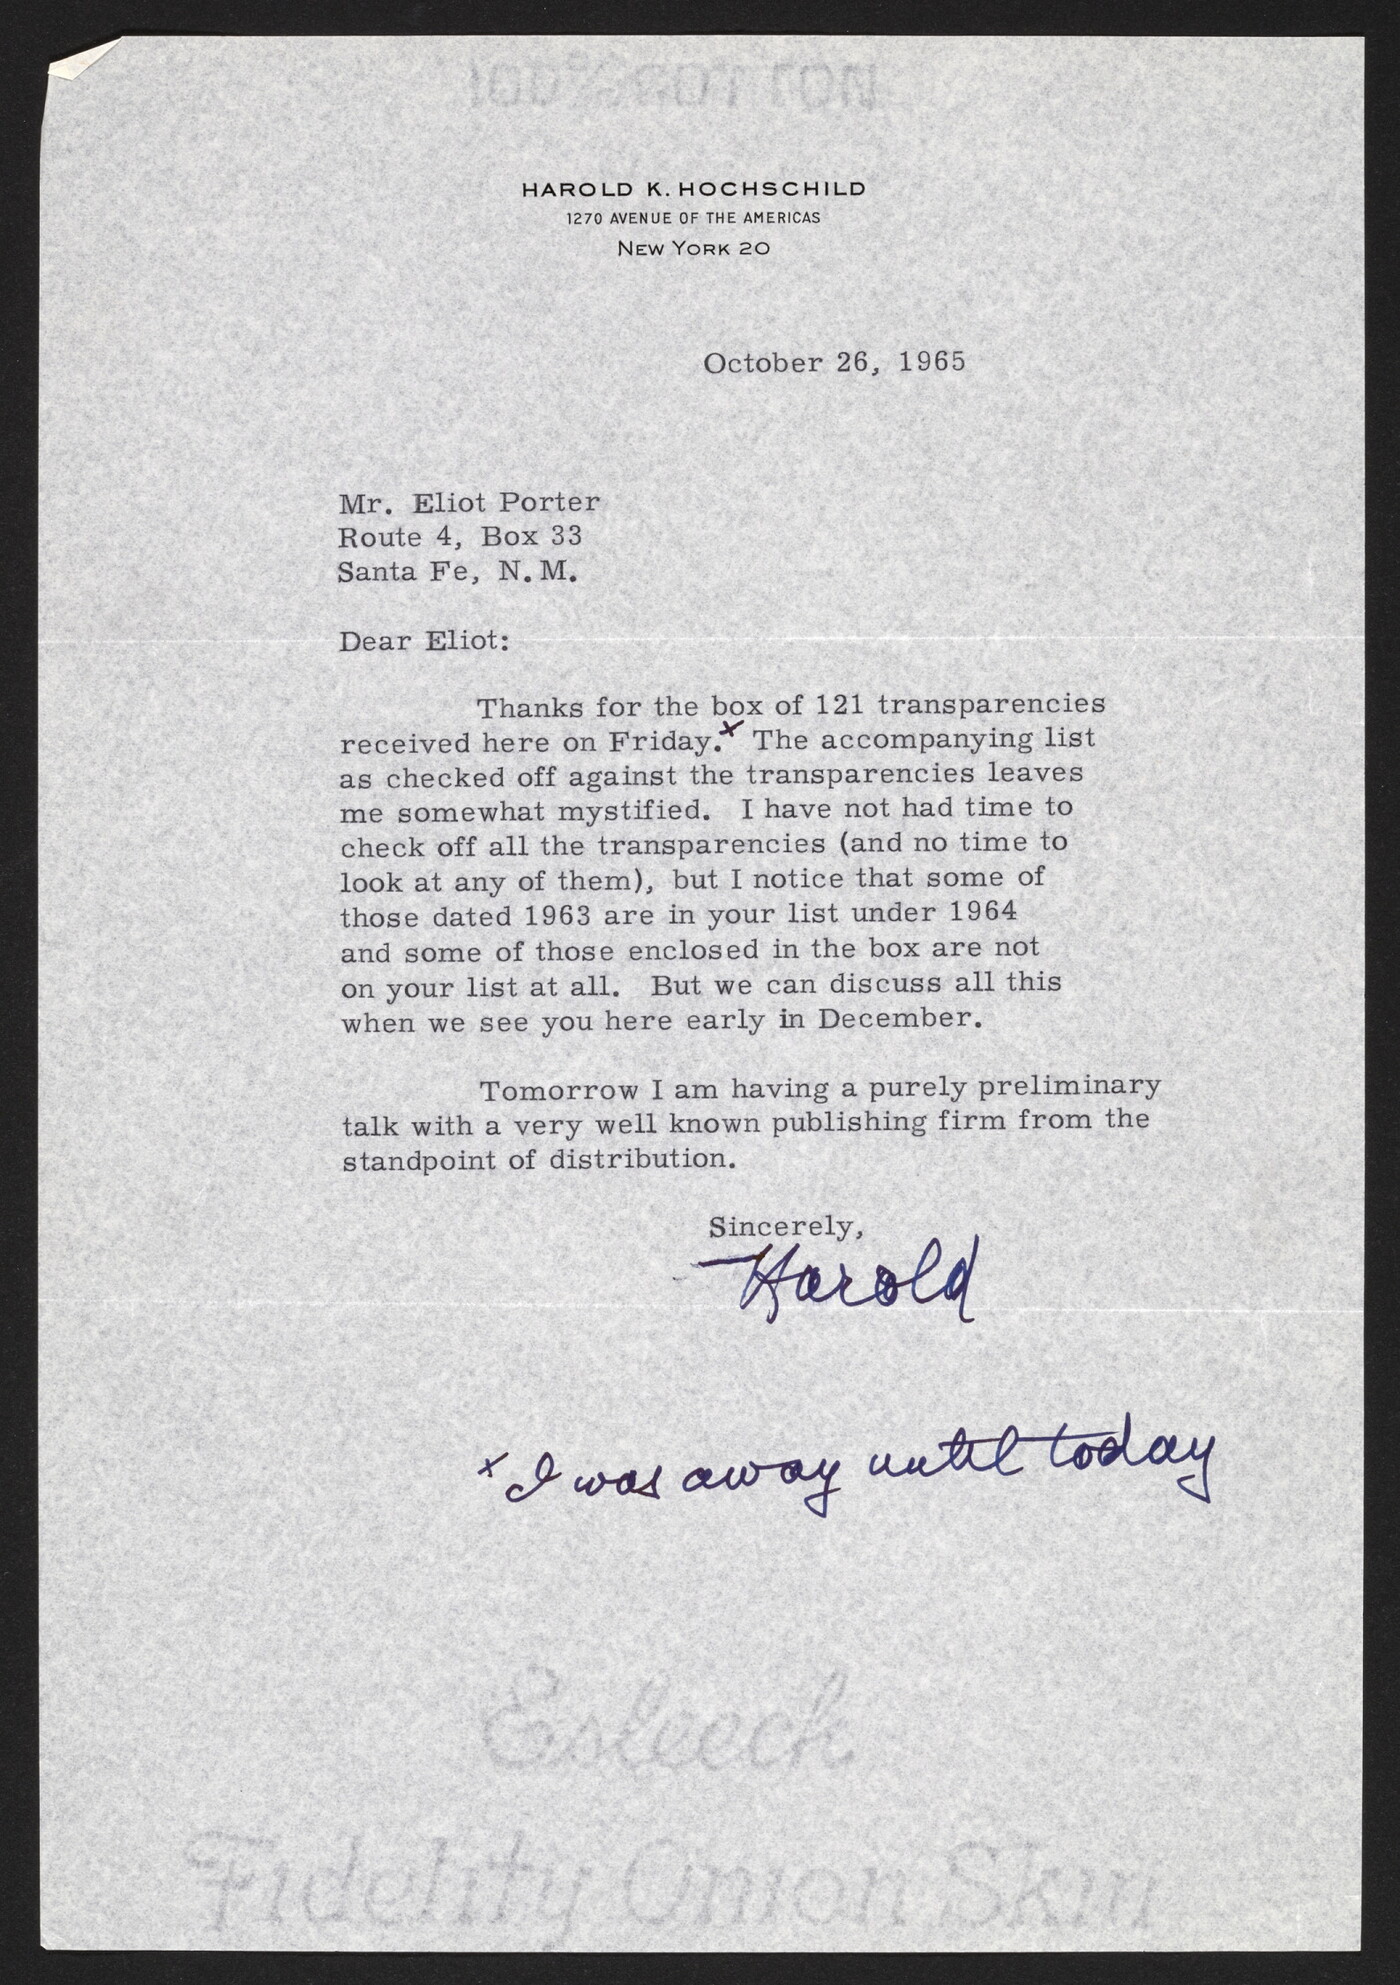 100% COTTON
HAROLD K. HOCHSCHILD
1270 AVENUE OF THE AMERICAS
NEW YORK 20
October 26, 1965
Mr. Eliot Porter
Route 4, Box 33
Santa Fe, N.M.
Dear Eliot:
Thanks for the box of 121 transparencies
received here on Friday.x The accompanying list
as checked off against the transparencies leaves
me somewhat mystified. I have not had time to
check off all the transparencies (and no time to
look at any of them), but I notice that some of
those dated 1963 are in your list under 1964
and some of those enclosed in the box are not
on your list at all. But we can discuss all this
when we see you here early in December.
Tomorrow I am having a purely preliminary
talk with a very well known publishing firm from the
standpoint of distribution.
Sincerely,
Harold
x I was away until today
Esleeck
Fidelity Onion Skin